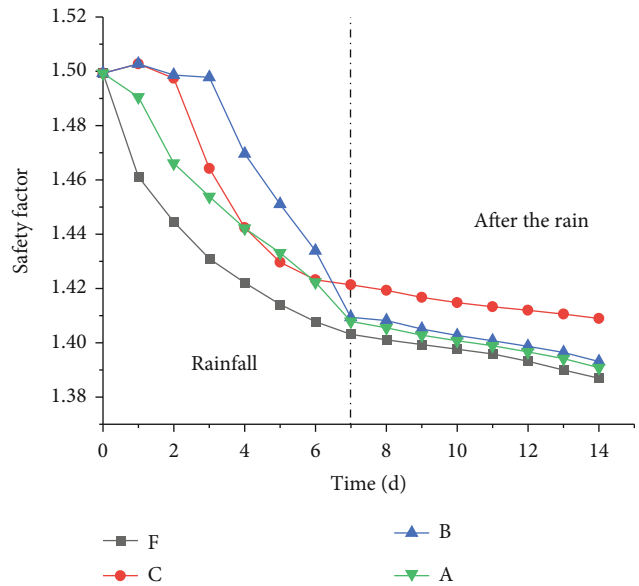 1.52
1.50
1.48
1.46
1.44
1.42
1.40
1.38
Safety factor
After the rain
Rainfall
0 2 4 6 8 10 12 14
Time (d)
F B
C A